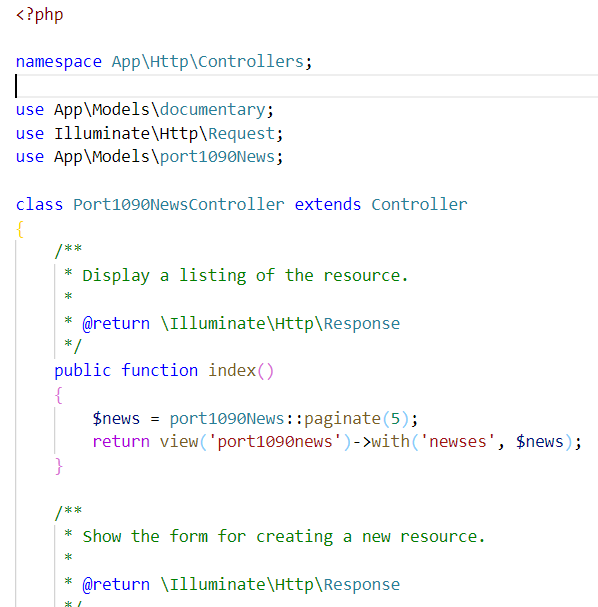 <?php
namespace App\Http\Controllers;
use App\Models\documentary;
use Illuminate\Http\Request;
use App\Models\port1090News;
class Port1090NewsController extends Controller
{
/**
* Display a listing of the resource.
*
* @return \Illuminate\Http\Response
*/
public function index()
{
$news = port1090News::paginate(5);
return view('port1090news')->with('newses', $news);
}
/**
* Show the form for creating a new resource.
*
* @return \Illuminate\Http\Response
*/